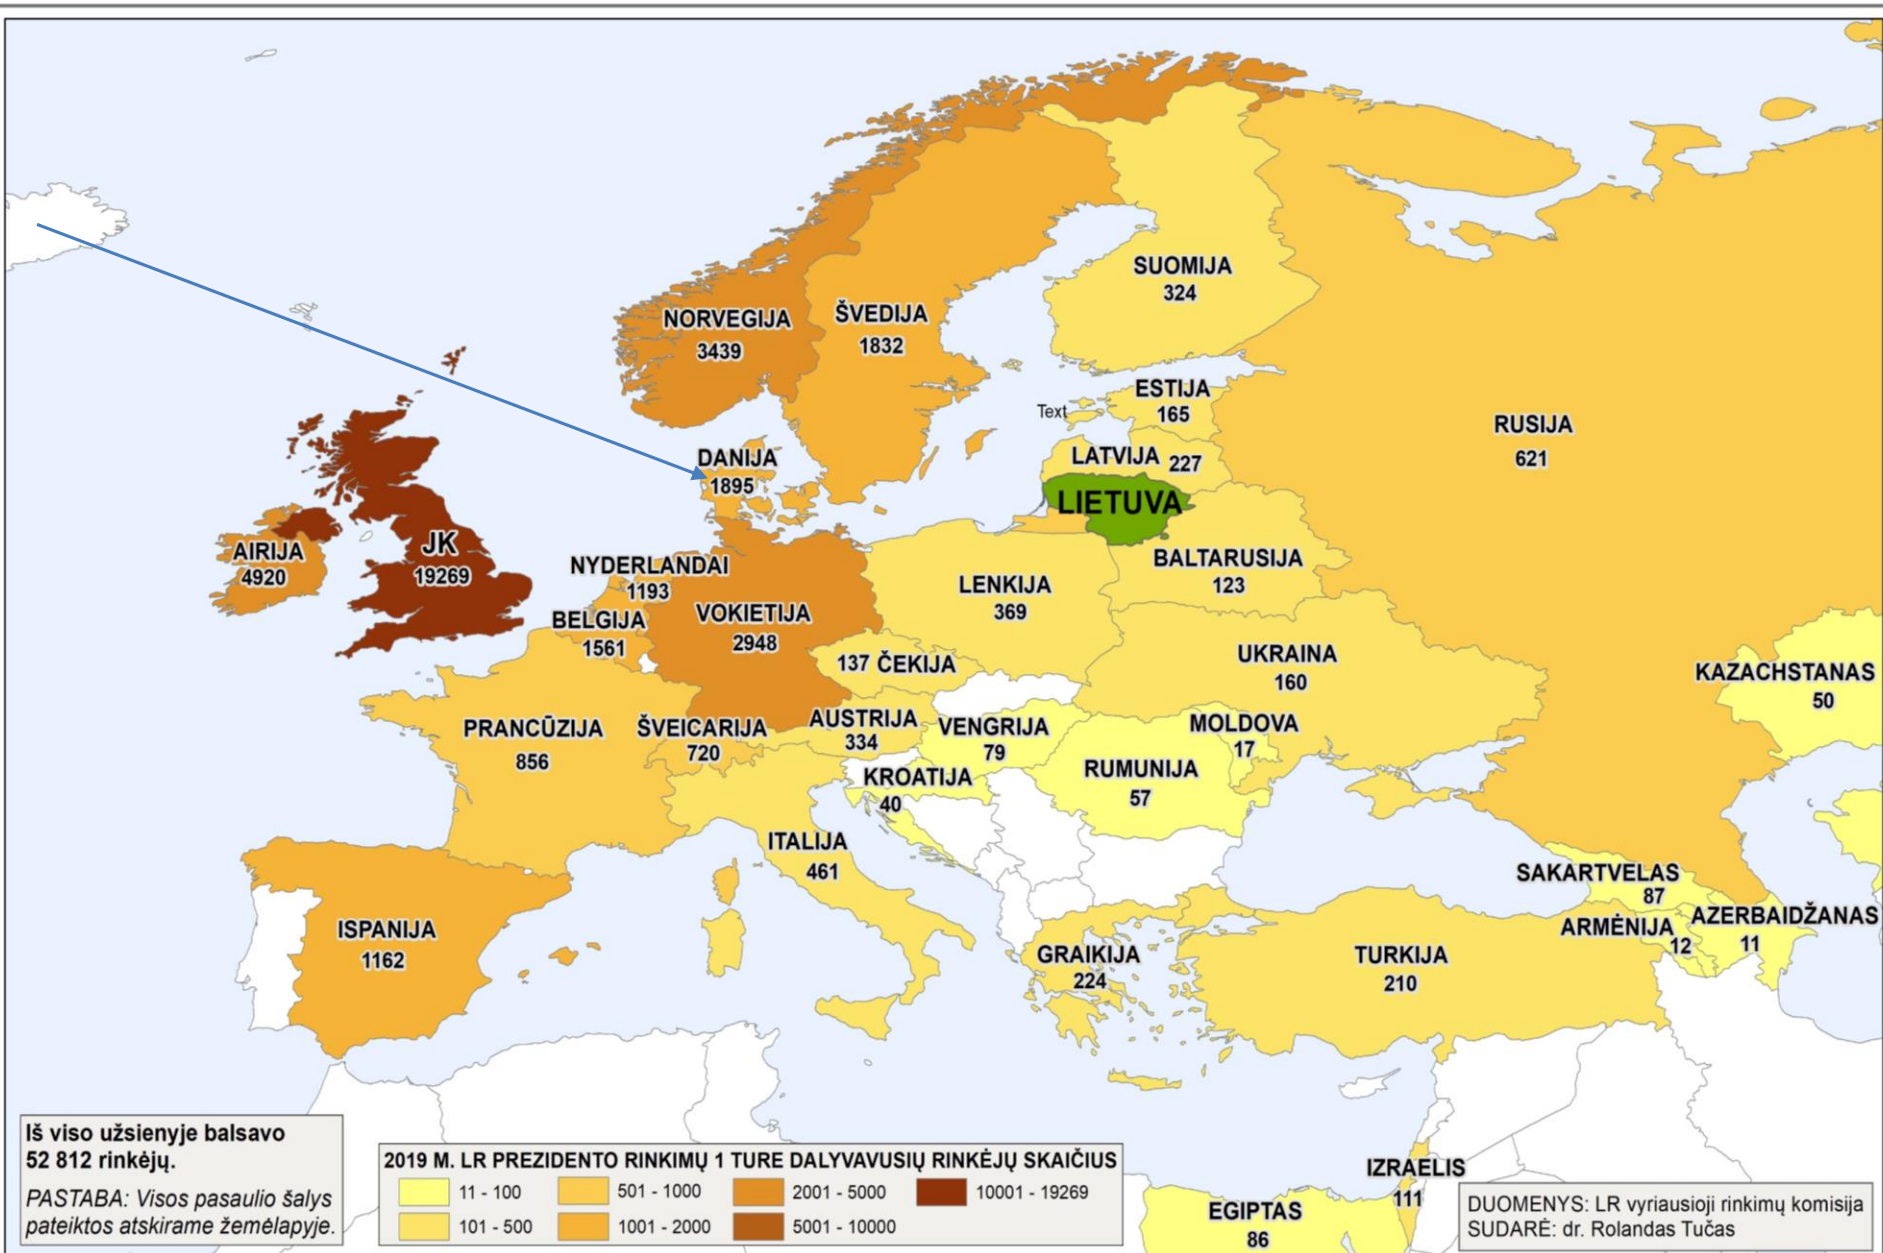 SUOMIJA
324
NORVEGIJA
3439
ŠVEDIJA
1832
ESTIJA
165
Text
RUSIJA
621
DANIJA
1895
LATVIJA 227
LIETUVA
AIRIJA
4920
JK
19269
NYDERLANDAI
1193
BELGIJA
1561
VOKIETIJA
2948
LENKIJA
369
BALTARUSIJA
123
137 ČEKIJA
UKRAINA
160
KAZACHSTANAS
50
PRANCŪZIJA
856
ŠVEICARIJA
720
AUSTRIJA
334
VENGRIJA
79
MOLDOVA
17
KROATIJA
40
RUMUNIJA
57
ITALIJA
461
SAKARTVELAS
87
ISPANIJA
1162
GRAIKIJA
224
TURKIJA
210
ARMĖNIJA
12
AZERBAIDŽANAS
11
IZRAELIS
111
EGIPTAS
86
Iš viso užsienyje balsavo
52 812 rinkėjų.
PASTABA: Visos pasaulio šalys
pateiktos atskirame žemėlapyje.
2019 M. LR PREZIDENTO RINKIMŲ 1 TURE DALYVAVUSIŲ RINKĖJŲ SKAIČIUS
11 - 100
501 - 1000
2001 - 5000
10001 - 19269
101 - 500
1001 - 2000
5001 - 10000
DUOMENYS: LR vyriausioji rinkimų komisija
SUDARĖ: dr. Rolandas Tučas